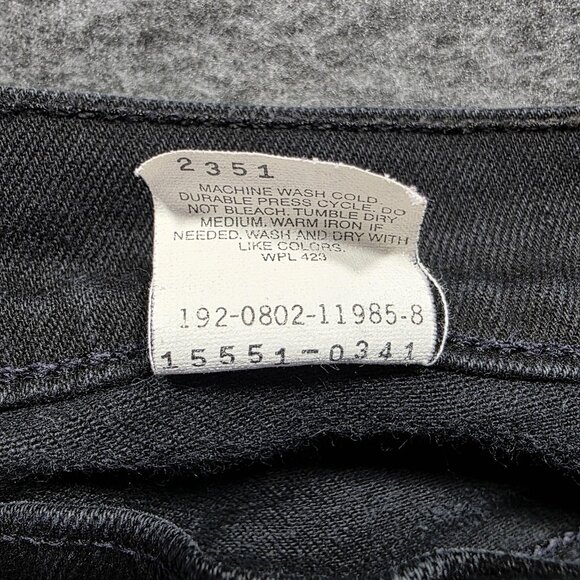 2351
MACHINE WASH COLD
DURABLE PRESS CYCLE. DO
NOT BLEACH. TUMBLE DRY
MEDIUM. WARM IRON IF
NEEDED. WASH AND DRY WITH
LIKE COLORS.
WPL 423
192-0802-11985-8
15551-0341